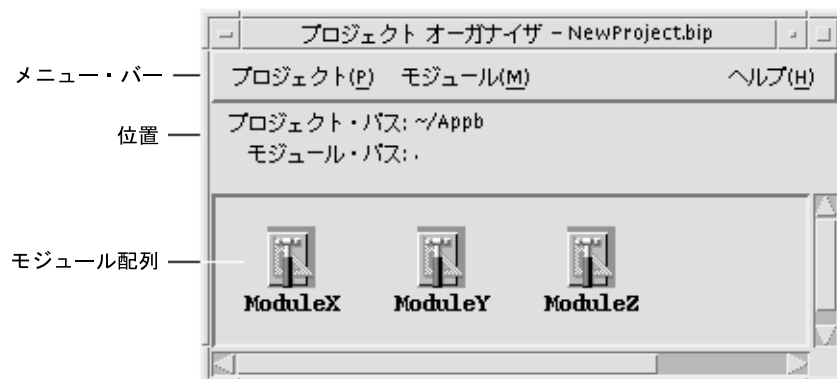 プロジェクト オーガナイザ – NewProject.bip
メニュー・バー
プロジェクト(P) モジュール(M) ヘルプ(H)
位置
プロジェクト・パス: ~/Appb
モジュール・パス: .
モジュール配列
ModuleX ModuleY ModuleZ